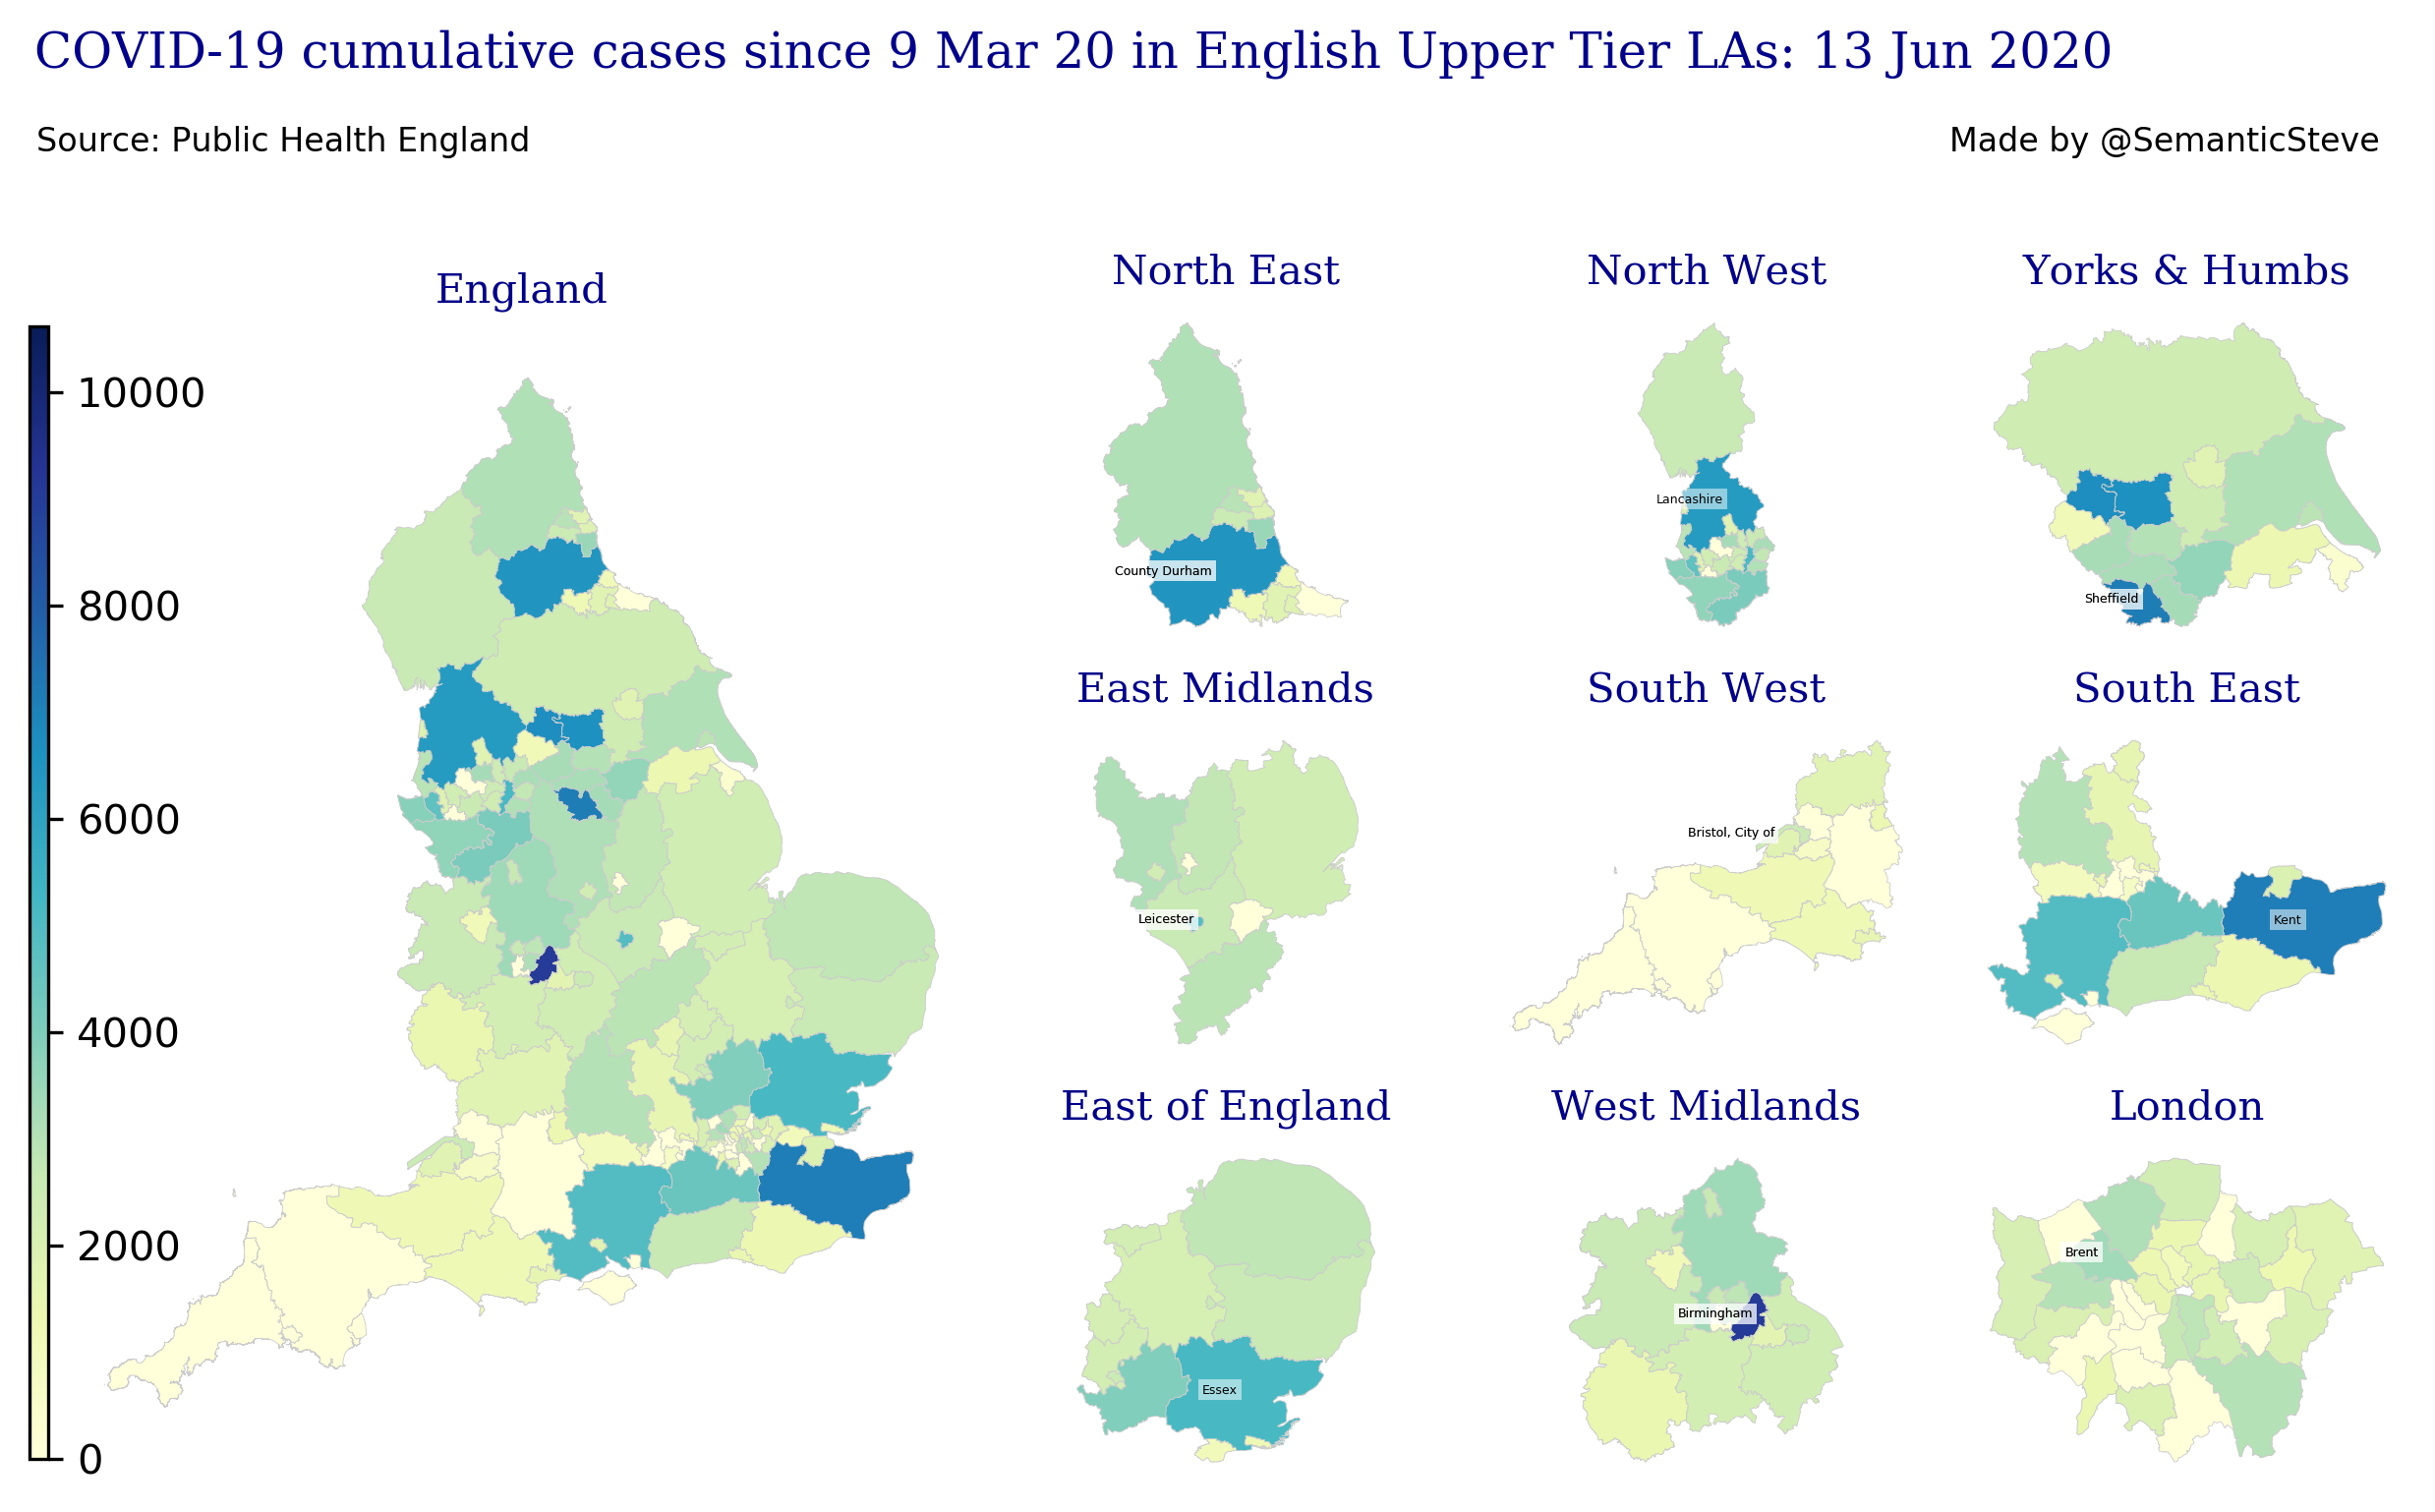 COVID-19 cumulative cases since 9 Mar 20 in English Upper Tier LAs: 13 Jun 2020
Source: Public Health England
Made by @SemanticSteve
England
10000
8000
6000
4000
2000
0
North East
County Durham
North West
Lancashire
Yorks & Humbs
Sheffield
East Midlands
Leicester
South West
Bristol, City of
South East
Kent
East of England
Essex
West Midlands
Birmingham
London
Brent